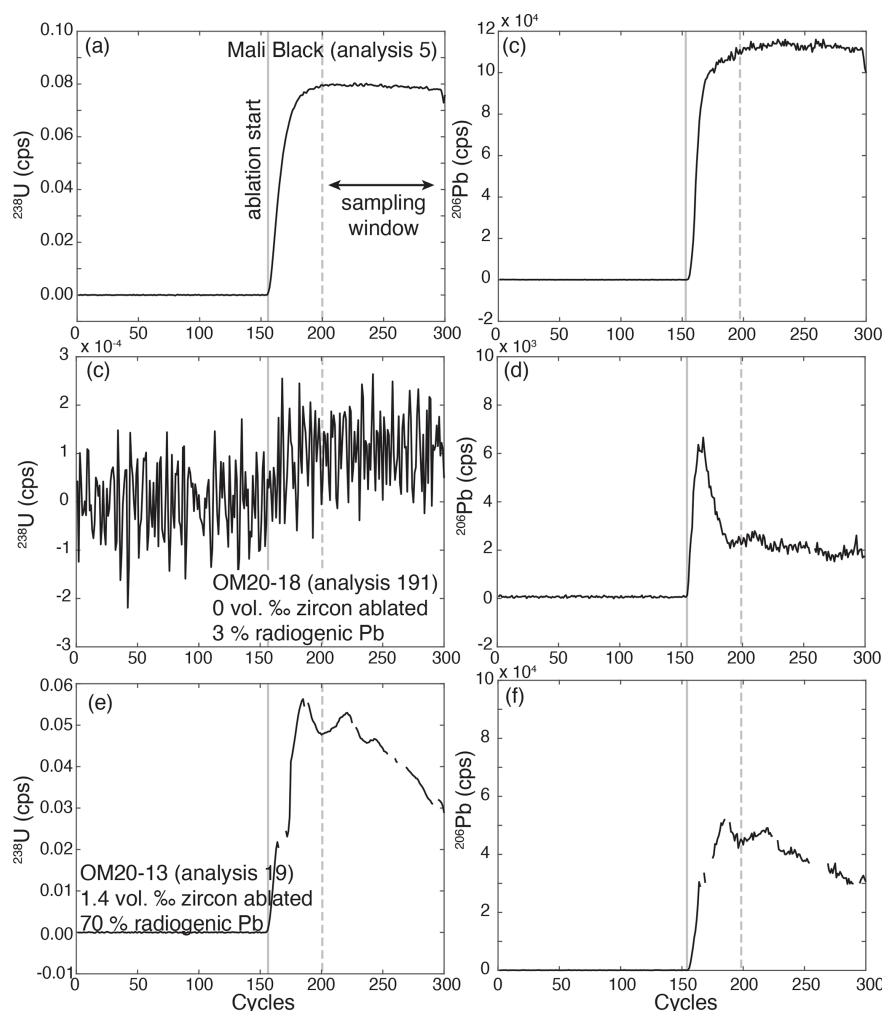 (a)
Mali Black (analysis 5)
ablation start
sampling
window
²³⁸U (cps)
0.10
0.08
0.06
0.04
0.02
0.00
0 50 100 150 200 250 300
12 x 10⁴
(c)
²⁰⁶Pb (cps)
10
8
6
4
2
0
-2
0 50 100 150 200 250 300
x 10⁻⁴
(c)
²³⁸U (cps)
3
2
1
0
-1
-2
-3
OM20-18 (analysis 191)
0 vol. ‰ zircon ablated
3 % radiogenic Pb
0 50 100 150 200 250 300
10 x 10³
(d)
²⁰⁶Pb (cps)
8
6
4
2
0
-2
0 50 100 150 200 250 300
(e)
²³⁸U (cps)
0.06
0.05
0.04
0.03
0.02
0.01
0.00
-0.01
OM20-13 (analysis 19)
1.4 vol. ‰ zircon ablated
70 % radiogenic Pb
0 50 100 150 200 250 300
Cycles
10 x 10⁴
(f)
²⁰⁶Pb (cps)
8
6
4
2
0
0 50 100 150 200 250 300
Cycles